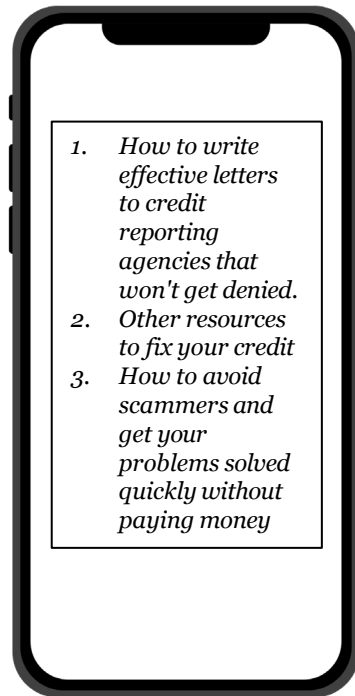 1. How to write
effective letters
to credit
reporting
agencies that
won't get denied.
2. Other resources
to fix your credit
3. How to avoid
scammers and
get your
problems solved
quickly without
paying money